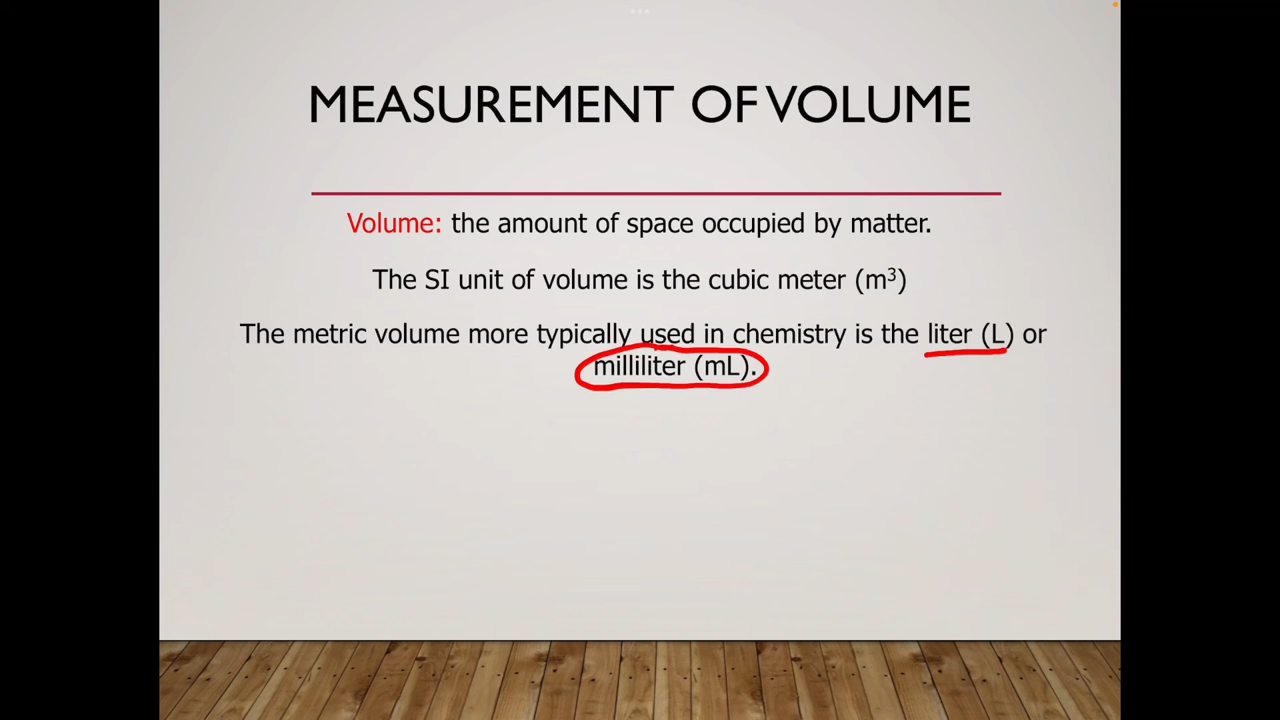 MEASUREMENT OF VOLUME
Volume: the amount of space occupied by matter.
The SI unit of volume is the cubic meter (m³)
The metric volume more typically used in chemistry is the liter (L) or
milliliter (mL).